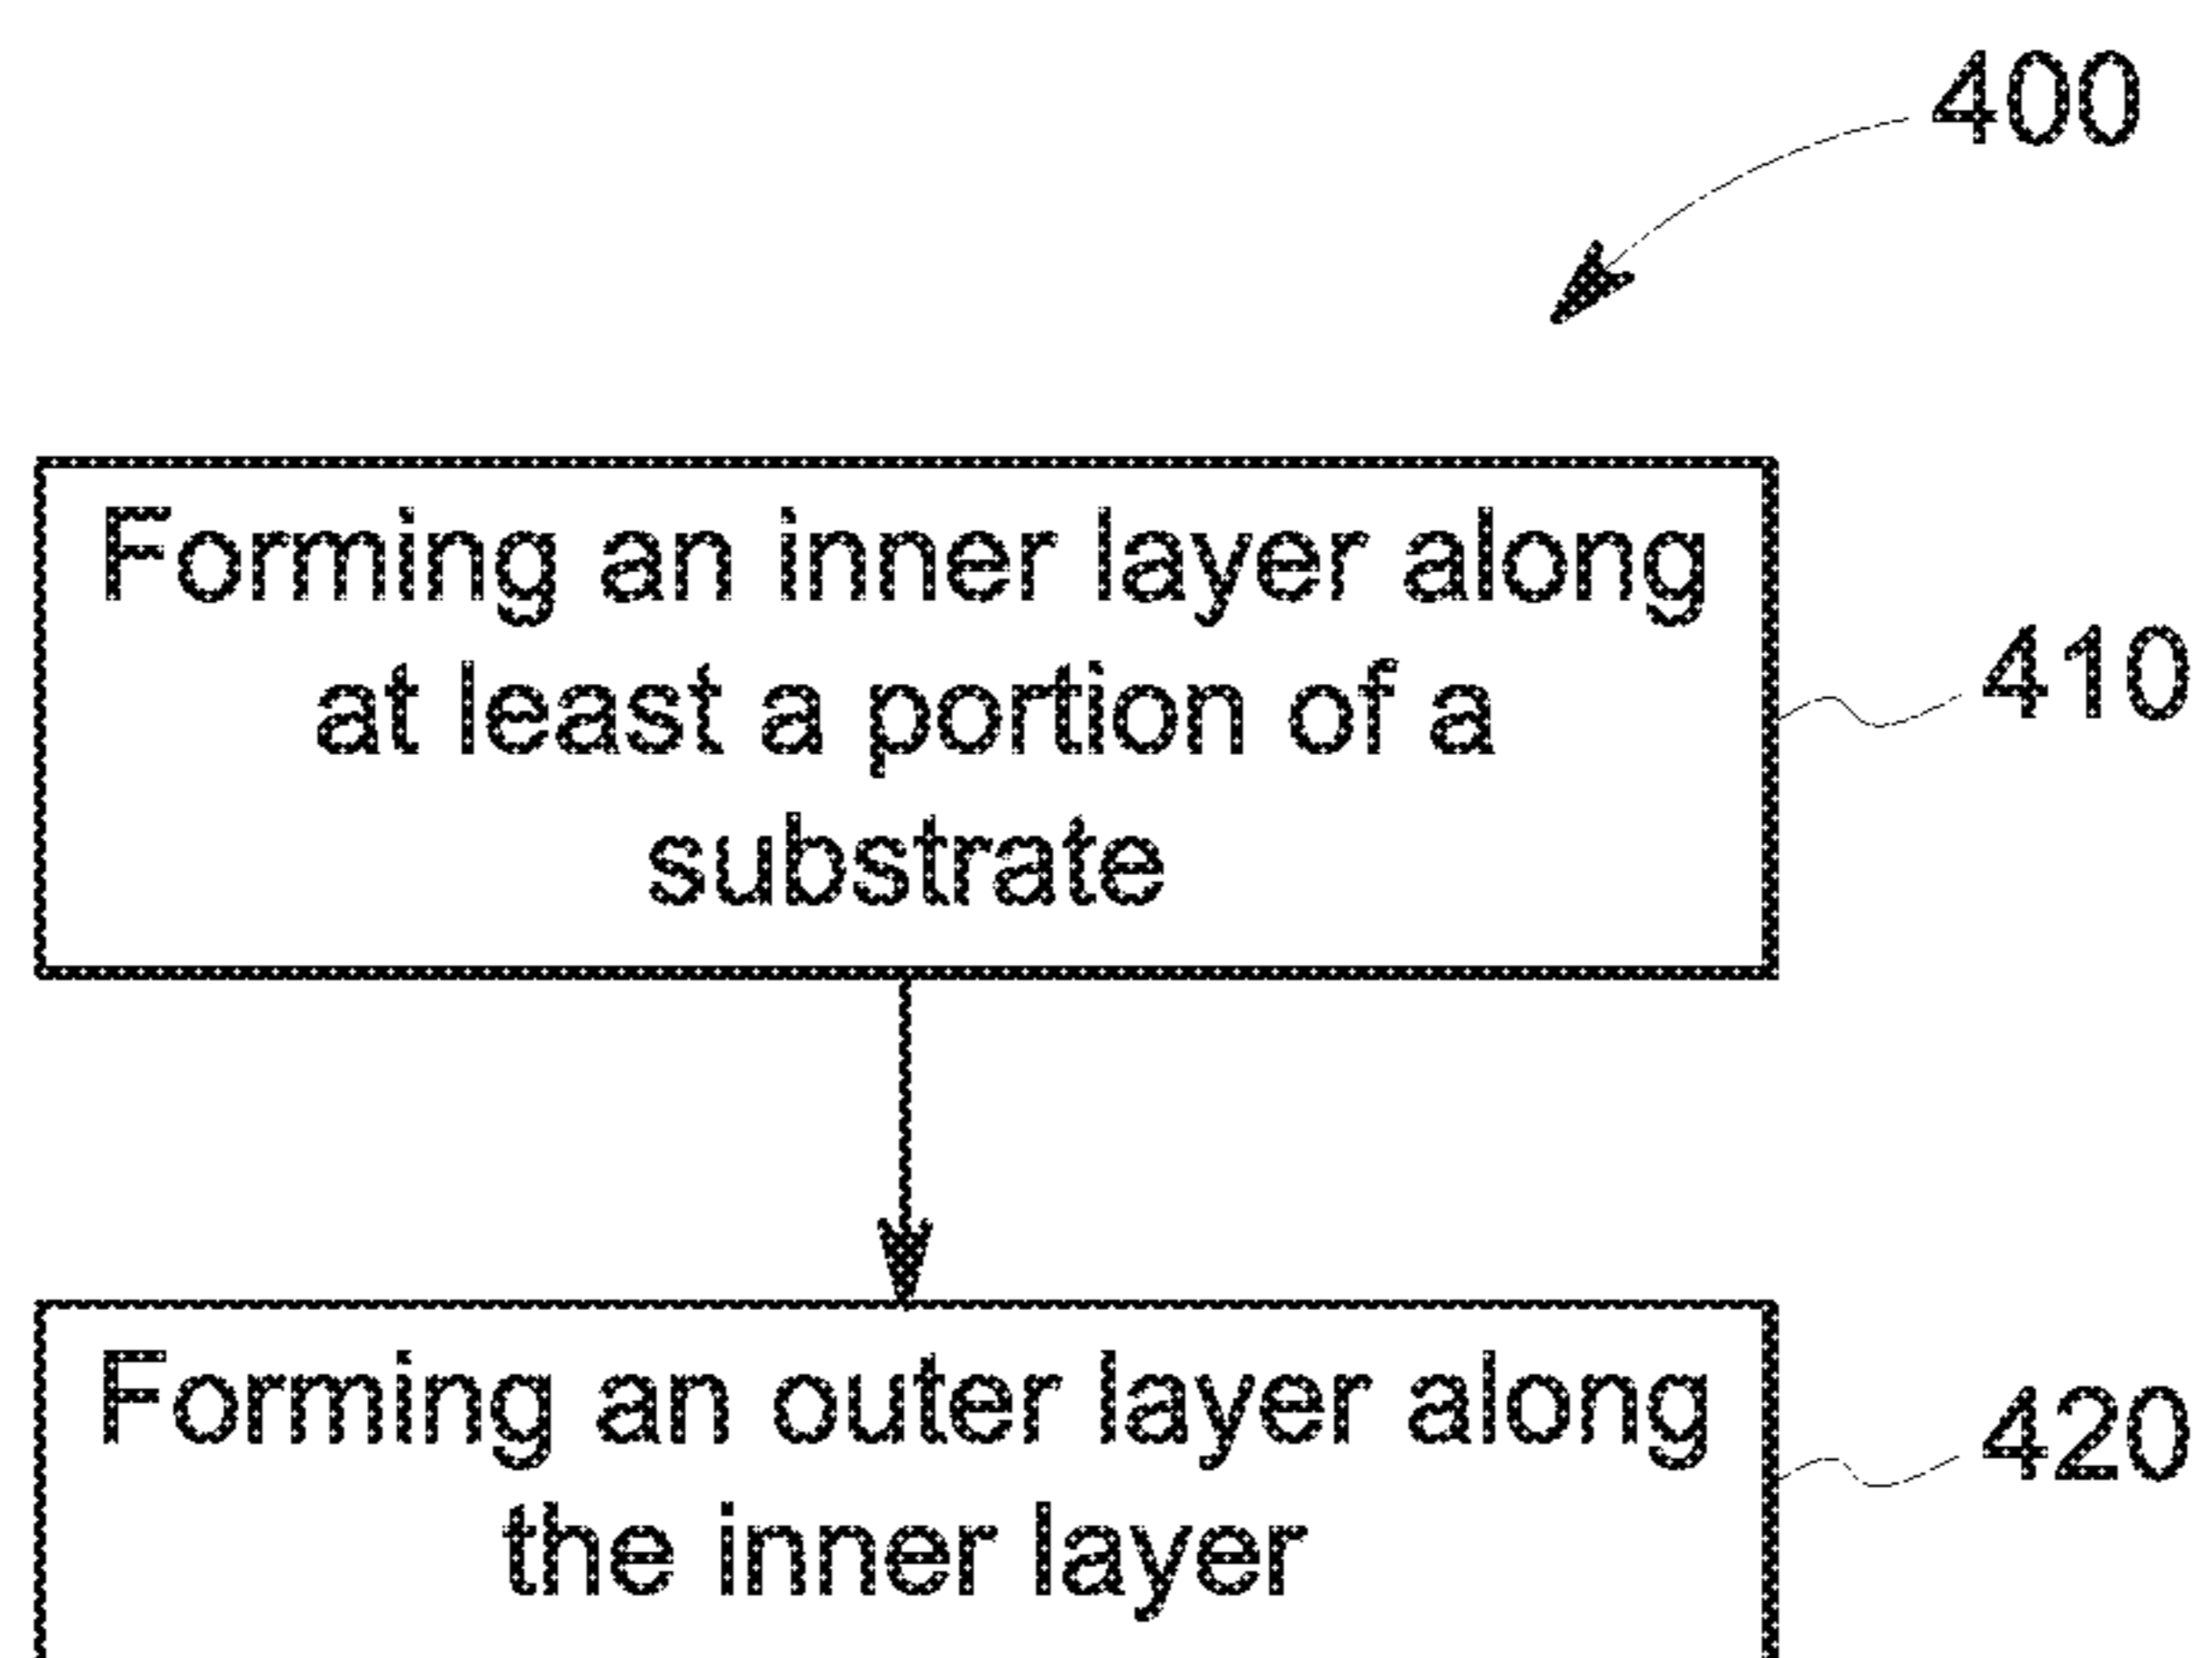 400
Forming an inner layer along
at least a portion of a
substrate
410
Forming an outer layer along
the inner layer
420